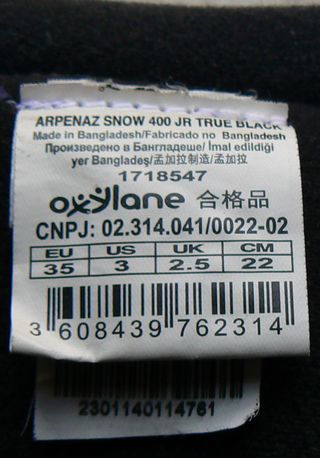 ARPENAZ SNOW 400 JR TRUE BLACK
Made in Bangladesh/Fabricado no Bangladesh
Произведено в Бангладеше/ İmal edildiği
yer Bangladeş/孟加拉制造/孟加拉
1718547
oxylane 合格品
CNPJ: 02.314.041/0022-02
EU US UK CM
35 3 2.5 22
3 608439 762314
2301140114761